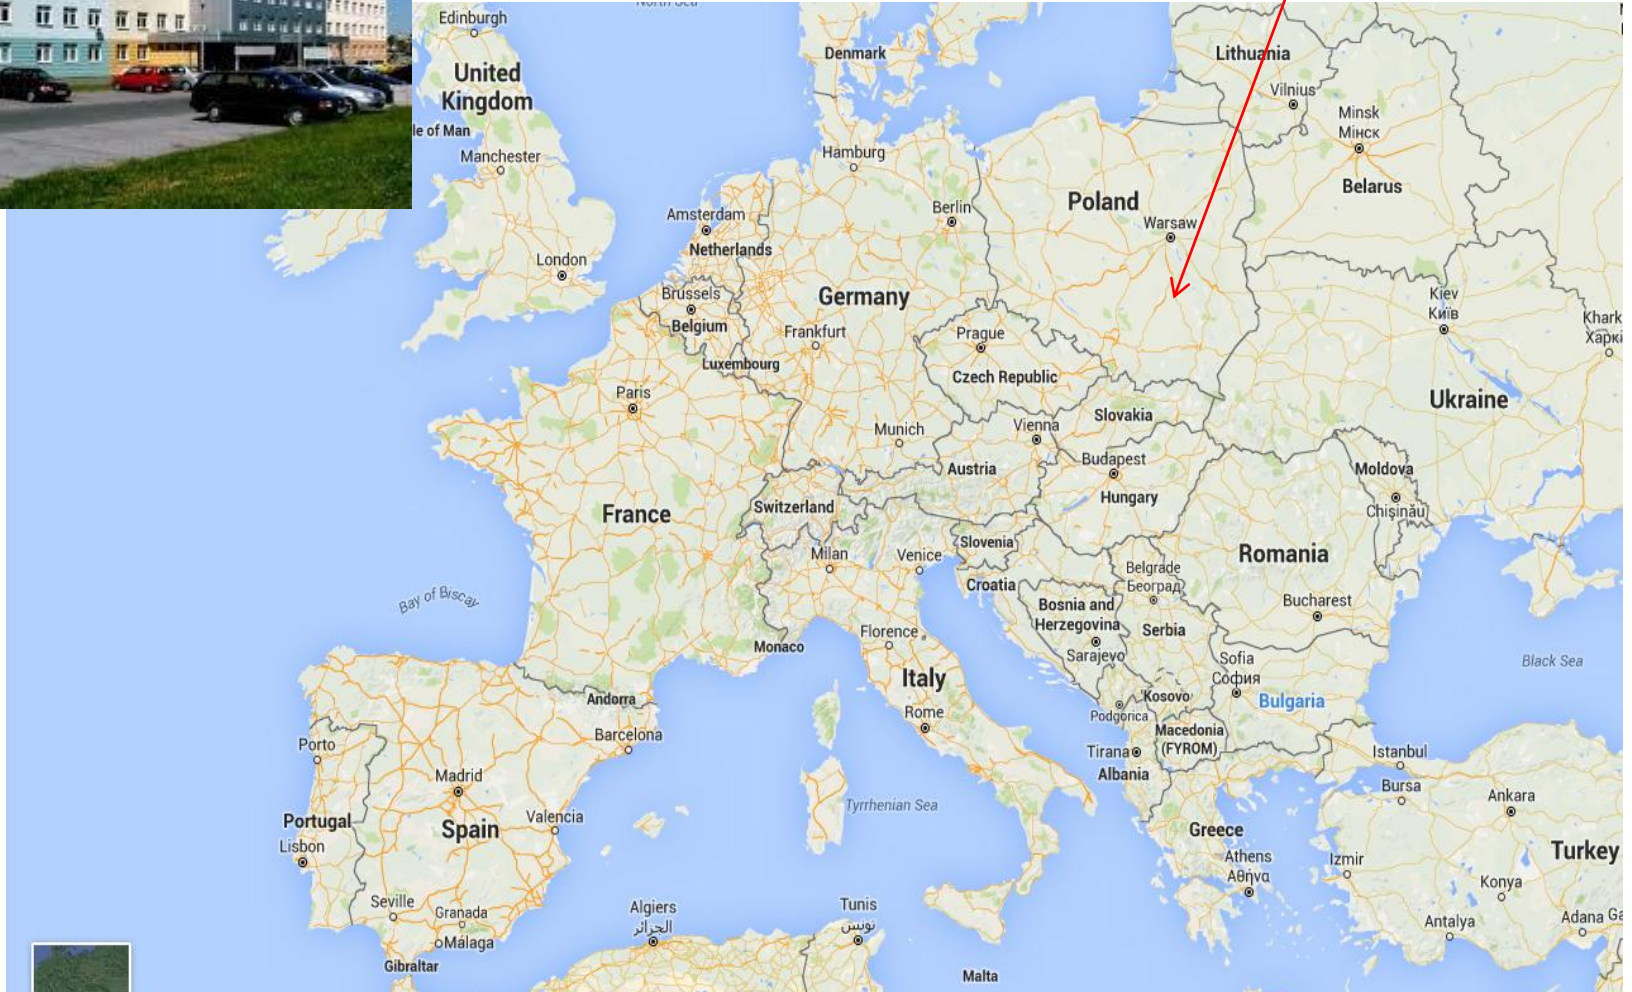 North Sea
Edinburgh
United
Kingdom
Denmark
Lithuania
Vilnius
Minsk
Мінск
Belarus
le of Man
Manchester
Hamburg
Amsterdam
Netherlands
Berlin
Poland
Warsaw
London
Brussels
Belgium
Luxembourg
Germany
Frankfurt
Prague
Czech Republic
Kiev
Київ
Khark
Харкі
Ukraine
Paris
Munich
Vienna
Slovakia
Austria
Budapest
Hungary
Moldova
Chișinău
France
Switzerland
Milan
Venice
Slovenia
Croatia
Belgrade
Београд
Romania
Bucharest
Bay of Biscay
Bosnia and
Herzegovina
Sarajevo
Serbia
Monaco
Florence
Italy
Rome
Sofia
София
Bulgaria
Black Sea
Andorra
Barcelona
Kosovo
Podgorica
Macedonia
(FYROM)
Tirana
Albania
Istanbul
Bursa
Ankara
Porto
Madrid
Portugal
Lisbon
Spain
Valencia
Tyrrhenian Sea
Greece
Athens
Αθήνα
Izmir
Turkey
Konya
Antalya
Adana
Ga
Seville
Granada
Málaga
Gibraltar
Algiers
الجزائر
Tunis
تونس
Malta